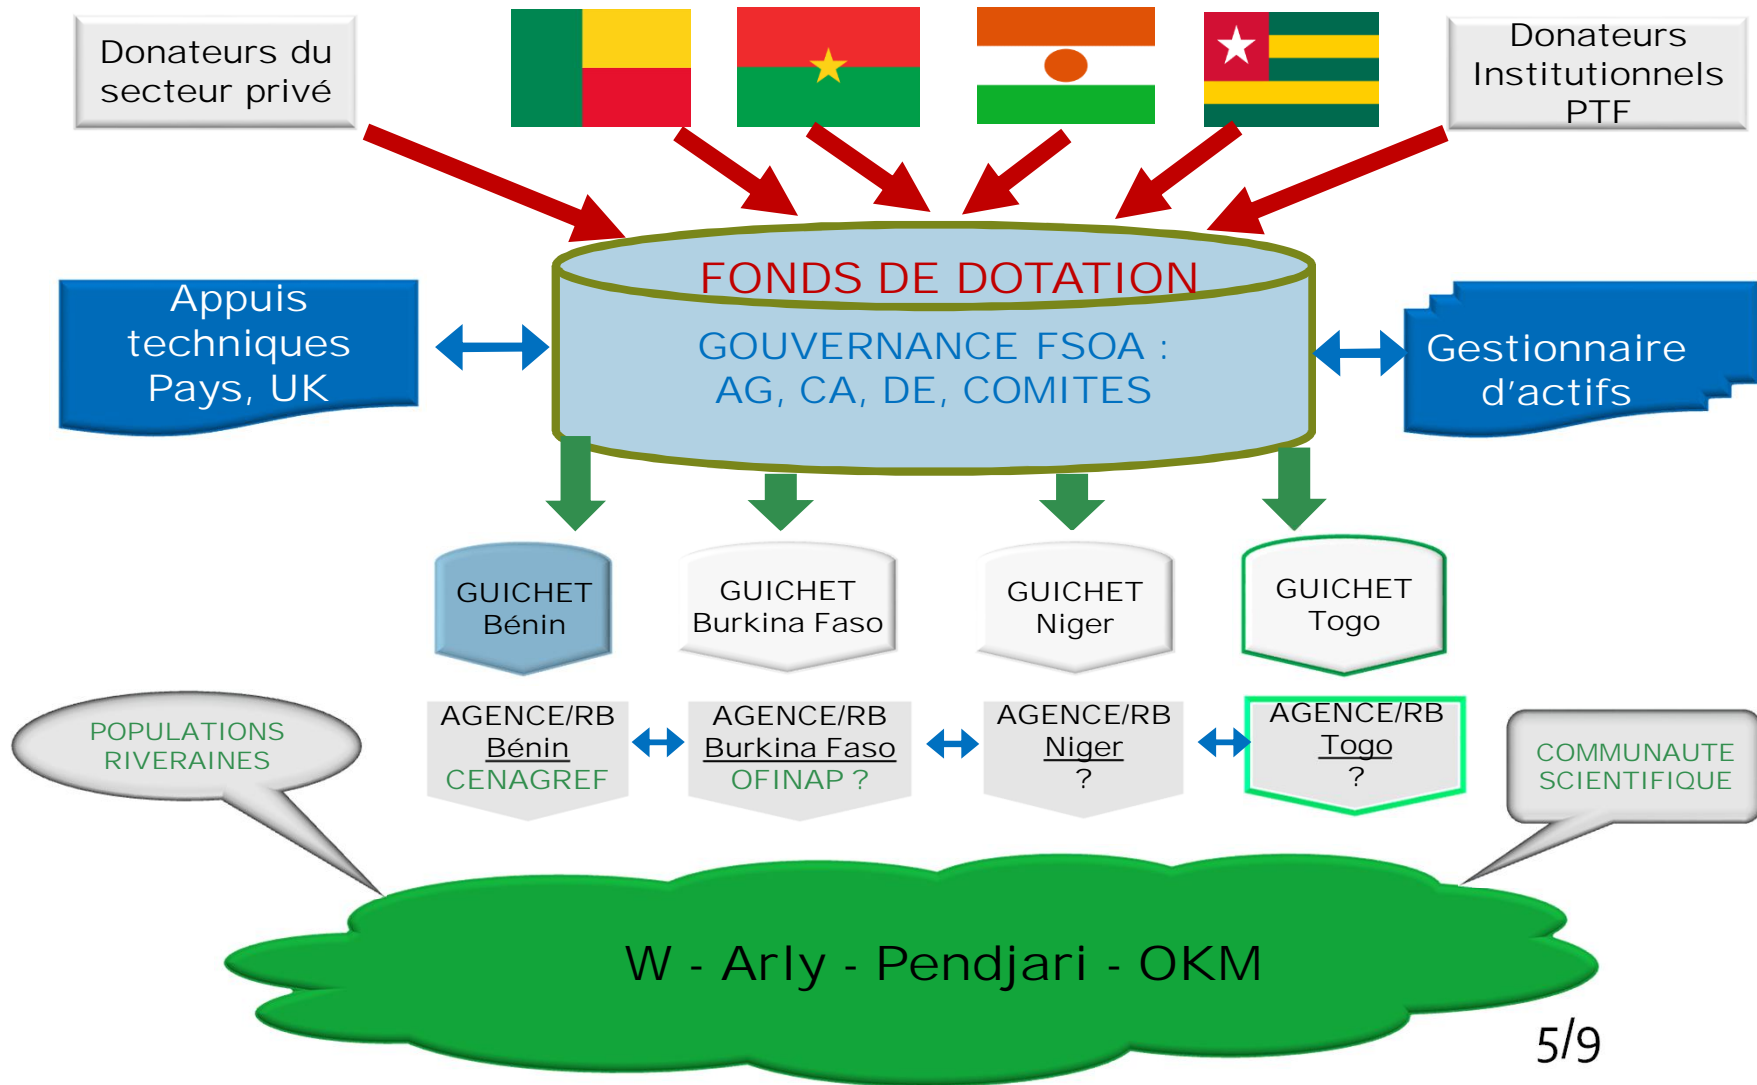 Donateurs du
secteur privé
Donateurs
Institutionnels
PTF
FONDS DE DOTATION
GOUVERNANCE FSOA :
AG, CA, DE, COMITES
Appuis
techniques
Pays, UK
Gestionnaire
d'actifs
GUICHET
Bénin
GUICHET
Burkina Faso
GUICHET
Niger
GUICHET
Togo
POPULATIONS
RIVERAINES
AGENCE/RB
Bénin
CENAGREF
AGENCE/RB
Burkina Faso
OFINAP ?
AGENCE/RB
Niger
?
AGENCE/RB
Togo
?
COMMUNAUTE
SCIENTIFIQUE
W - Arly - Pendjari - OKM
5/9